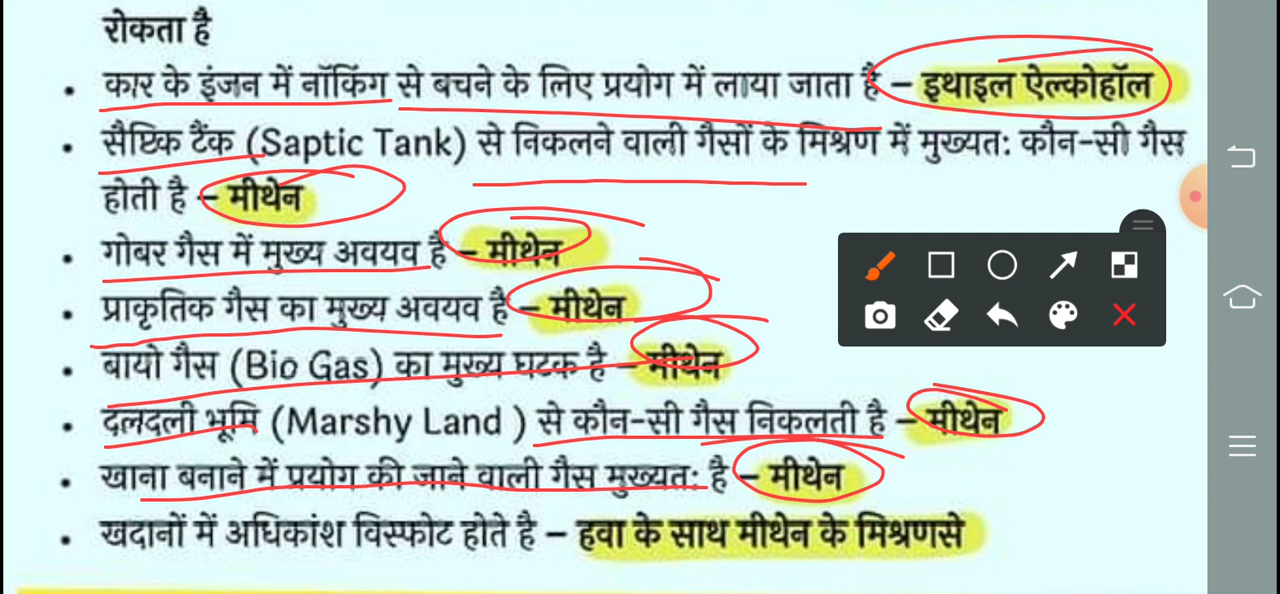 रोकता है
• कार के इंजन में नॉकिंग से बचने के लिए प्रयोग में लाया जाता है – इथाइल ऐल्कोहॉल
• सैष्टिक टैंक (Saptic Tank) से निकलने वाली गैसों के मिश्रण में मुख्यत: कौन-सी गैस
होती है – मीथेन
• गोबर गैस में मुख्य अवयव है – मीथेन
• प्राकृतिक गैस का मुख्य अवयव है – मीथेन
• बायो गैस (Bio Gas) का मुख्य घटक है – मीथेन
• दलदली भूमि (Marshy Land ) से कौन-सी गैस निकलती है – मीथेन
• खाना बनाने में प्रयोग की जाने वाली गैस मुख्यत: है – मीथेन
• खदानों में अधिकांश विस्फोट होते है – हवा के साथ मीथेन के मिश्रणसे